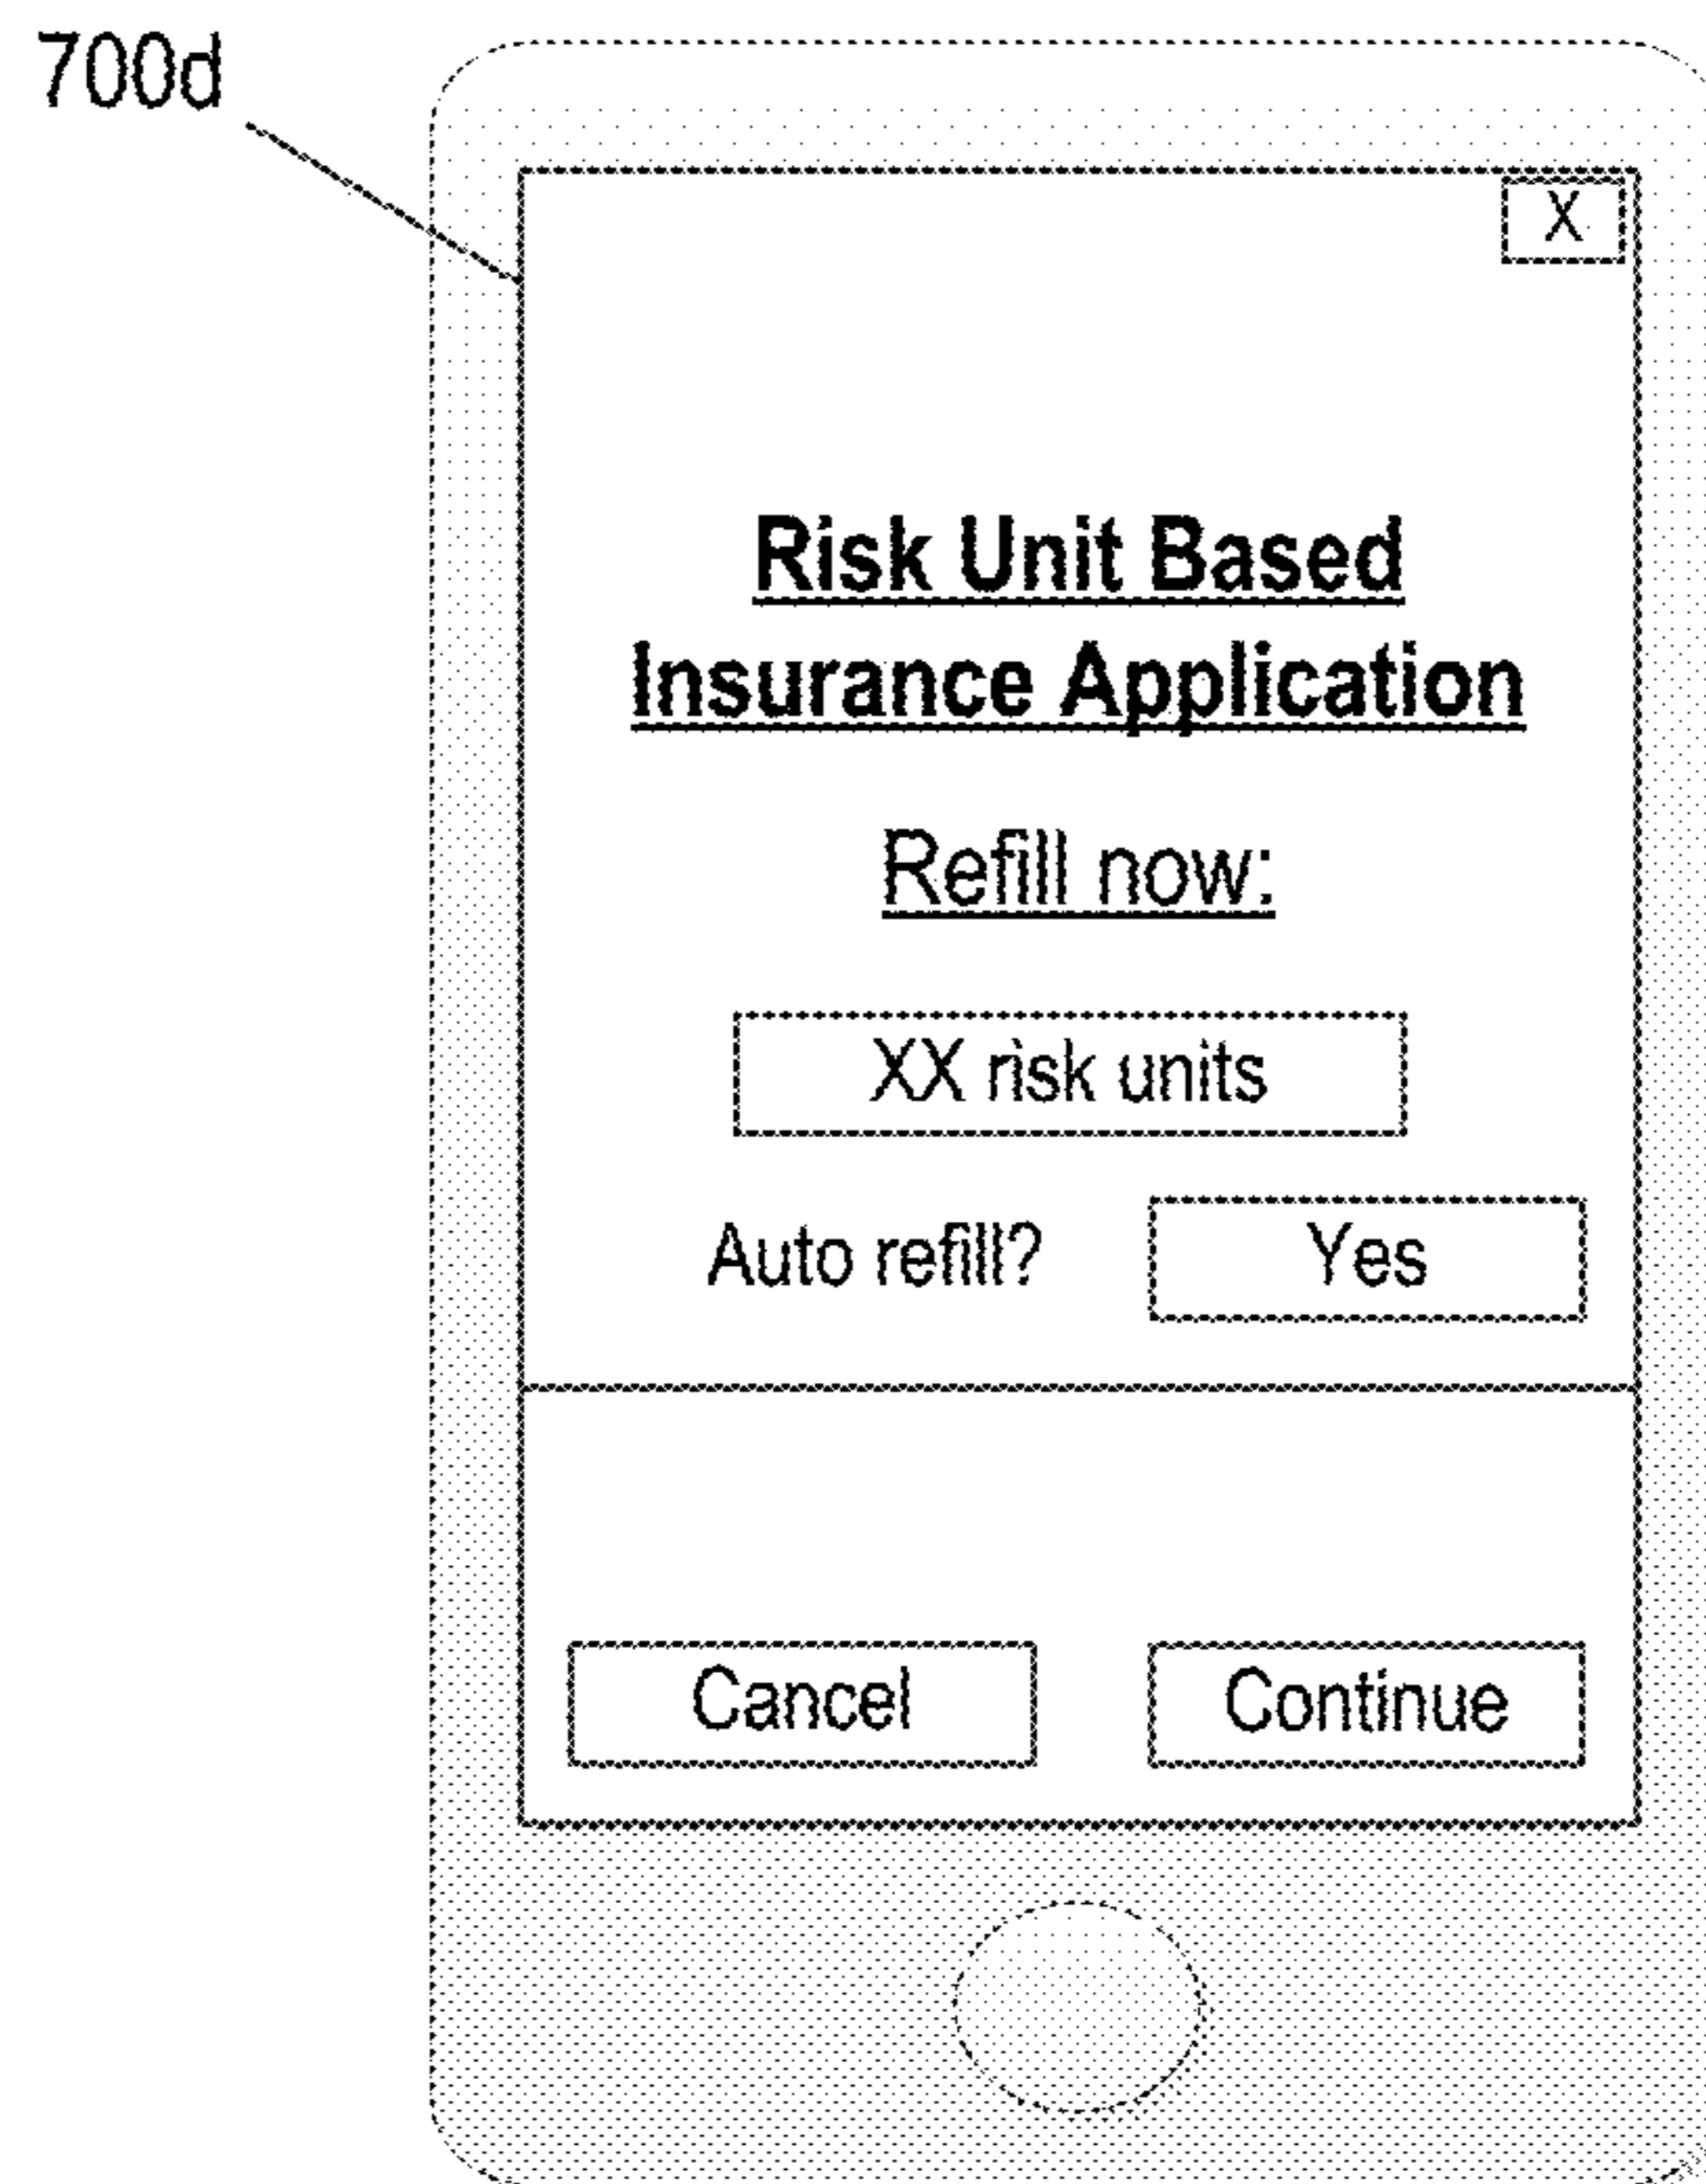 700d
X
Risk Unit Based
Insurance Application
Refill now:
XX risk units
Auto refill? Yes
Cancel Continue